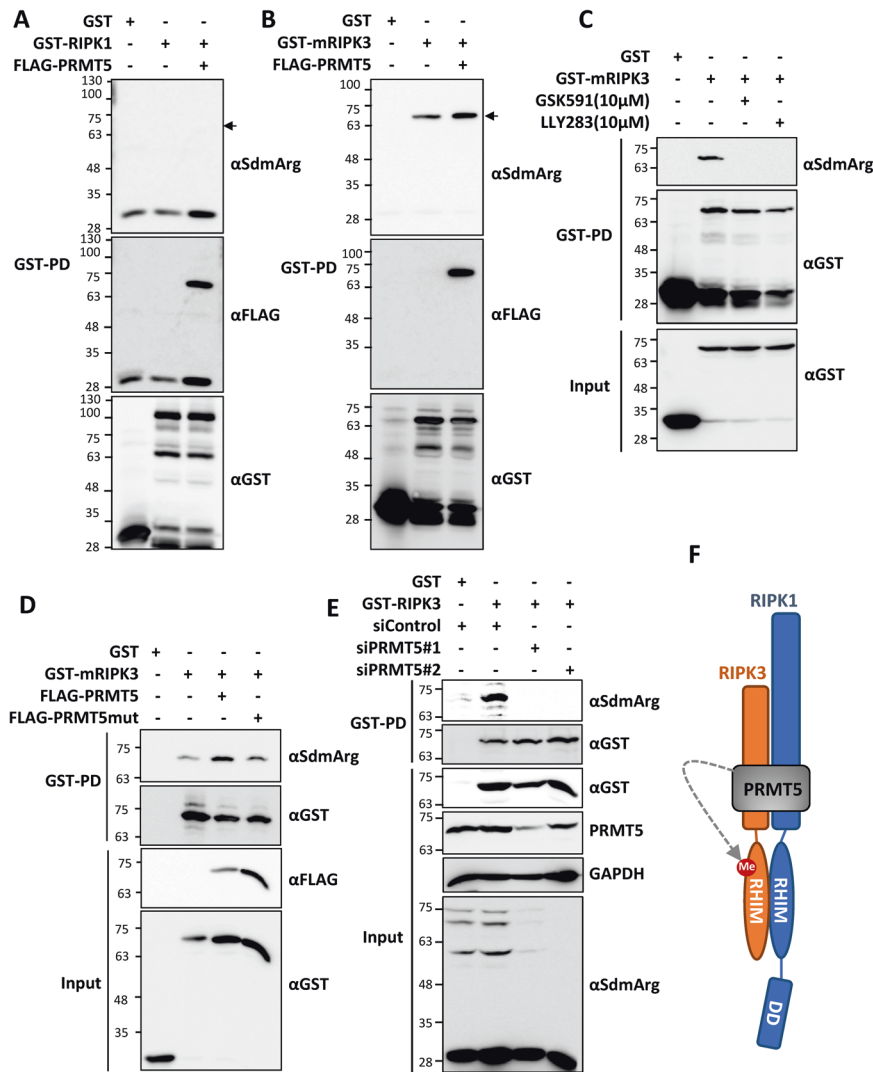 A
GST + - -
GST-RIPK1 - + +
FLAG-PRMT5 - - +
130
100
75
63
48
35
28
αSdmArg
GST-PD
130
100
75
63
48
35
28
αFLAG
130
100
75
63
48
35
28
αGST
B
GST + - -
GST-mRIPK3 - + +
FLAG-PRMT5 - - +
100
75
63
48
35
28
αSdmArg
GST-PD
100
75
63
48
35
αFLAG
75
63
48
35
28
αGST
C
GST + - - -
GST-mRIPK3 - + + +
GSK591(10μM) - - + -
LLY283(10μM) - - - +
75
63
αSdmArg
GST-PD
75
63
48
35
28
αGST
Input
75
63
48
35
28
αGST
D
GST + - - -
GST-mRIPK3 - + + +
FLAG-PRMT5 - - + -
FLAG-PRMT5mut - - - +
GST-PD
75
63
αSdmArg
75
63
αGST
Input
75
63
αFLAG
75
63
48
35
αGST
E
GST + - - -
GST-RIPK3 - + + +
siControl + + - -
siPRMT5#1 - - + -
siPRMT5#2 - - - +
GST-PD
75
63
αSdmArg
75
63
αGST
Input
75
63
αGST
75
63
PRMT5
35
GAPDH
75
63
48
35
28
αSdmArg
F
RIPK1
RIPK3
PRMT5
Me
RHIM
RHIM
DD